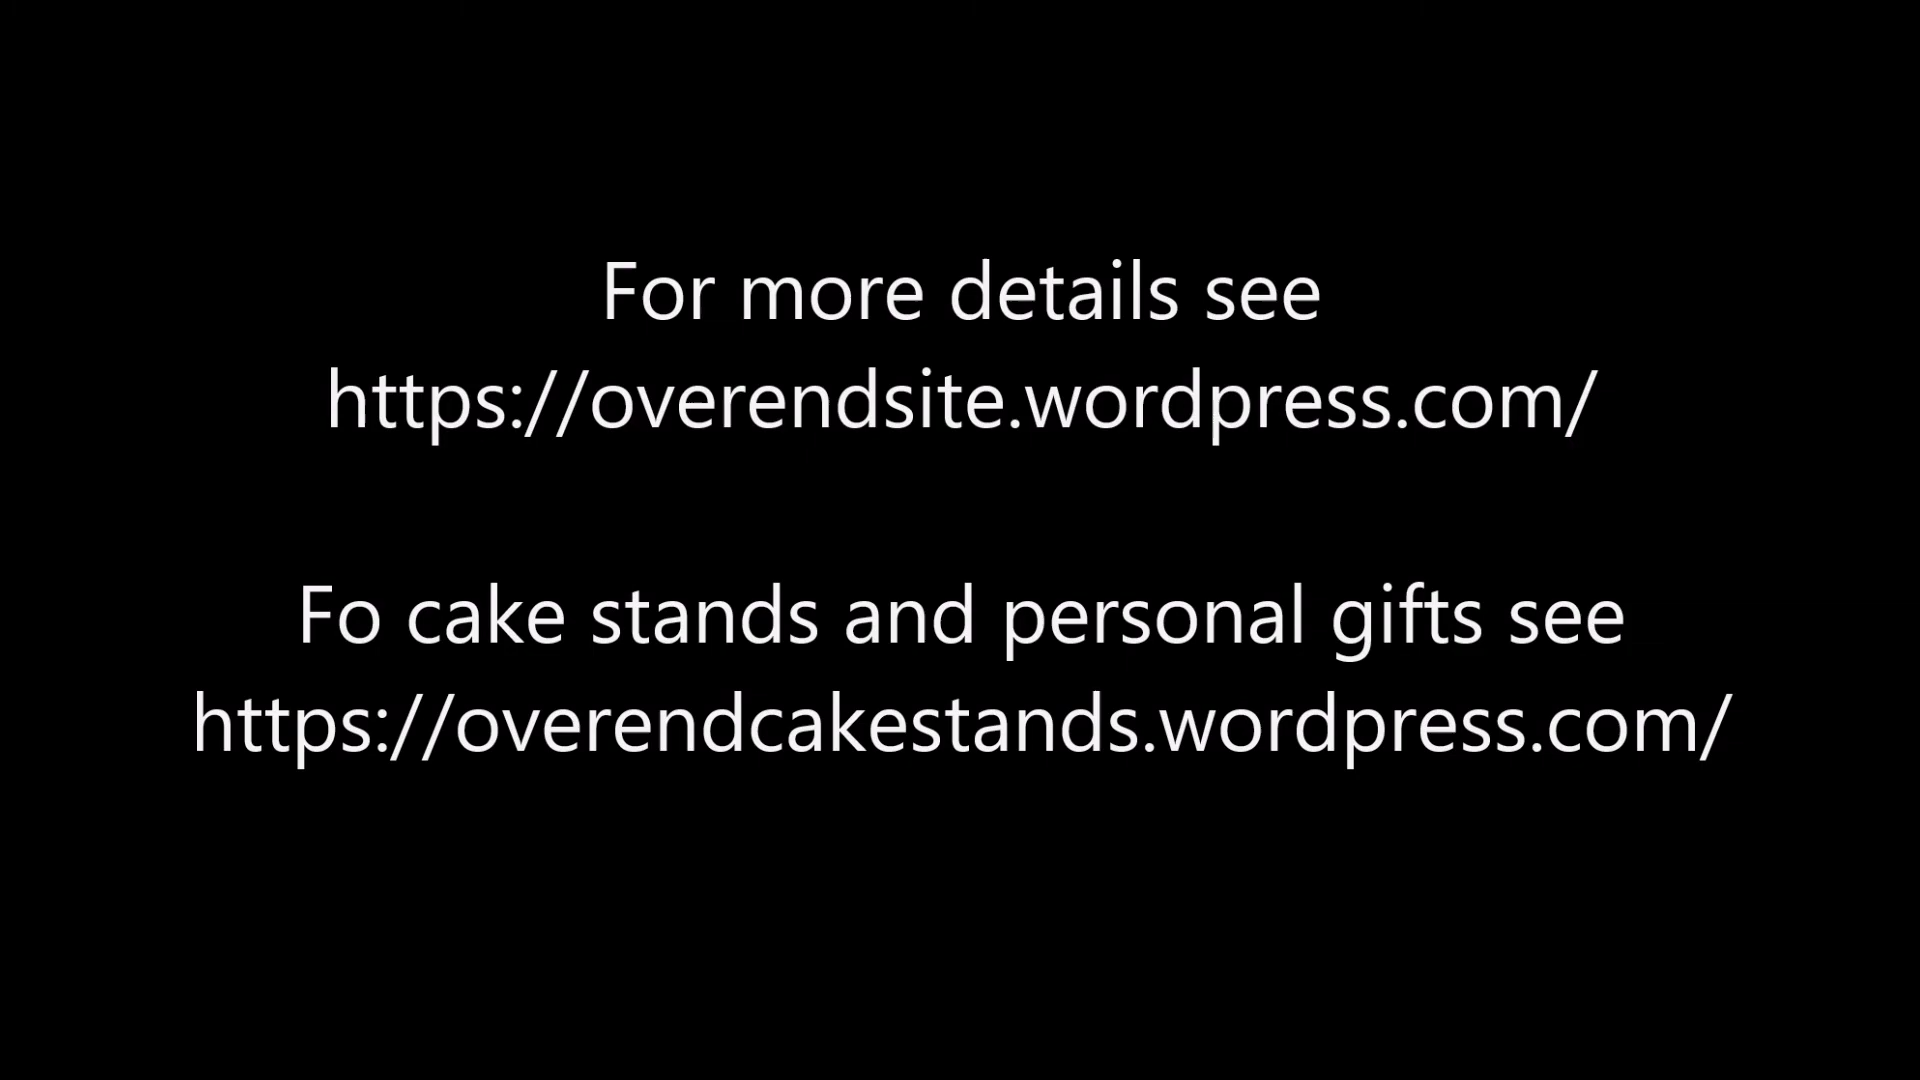 For more details see
https://overendsite.wordpress.com/
Fo cake stands and personal gifts see
https://overendcakestands.wordpress.com/